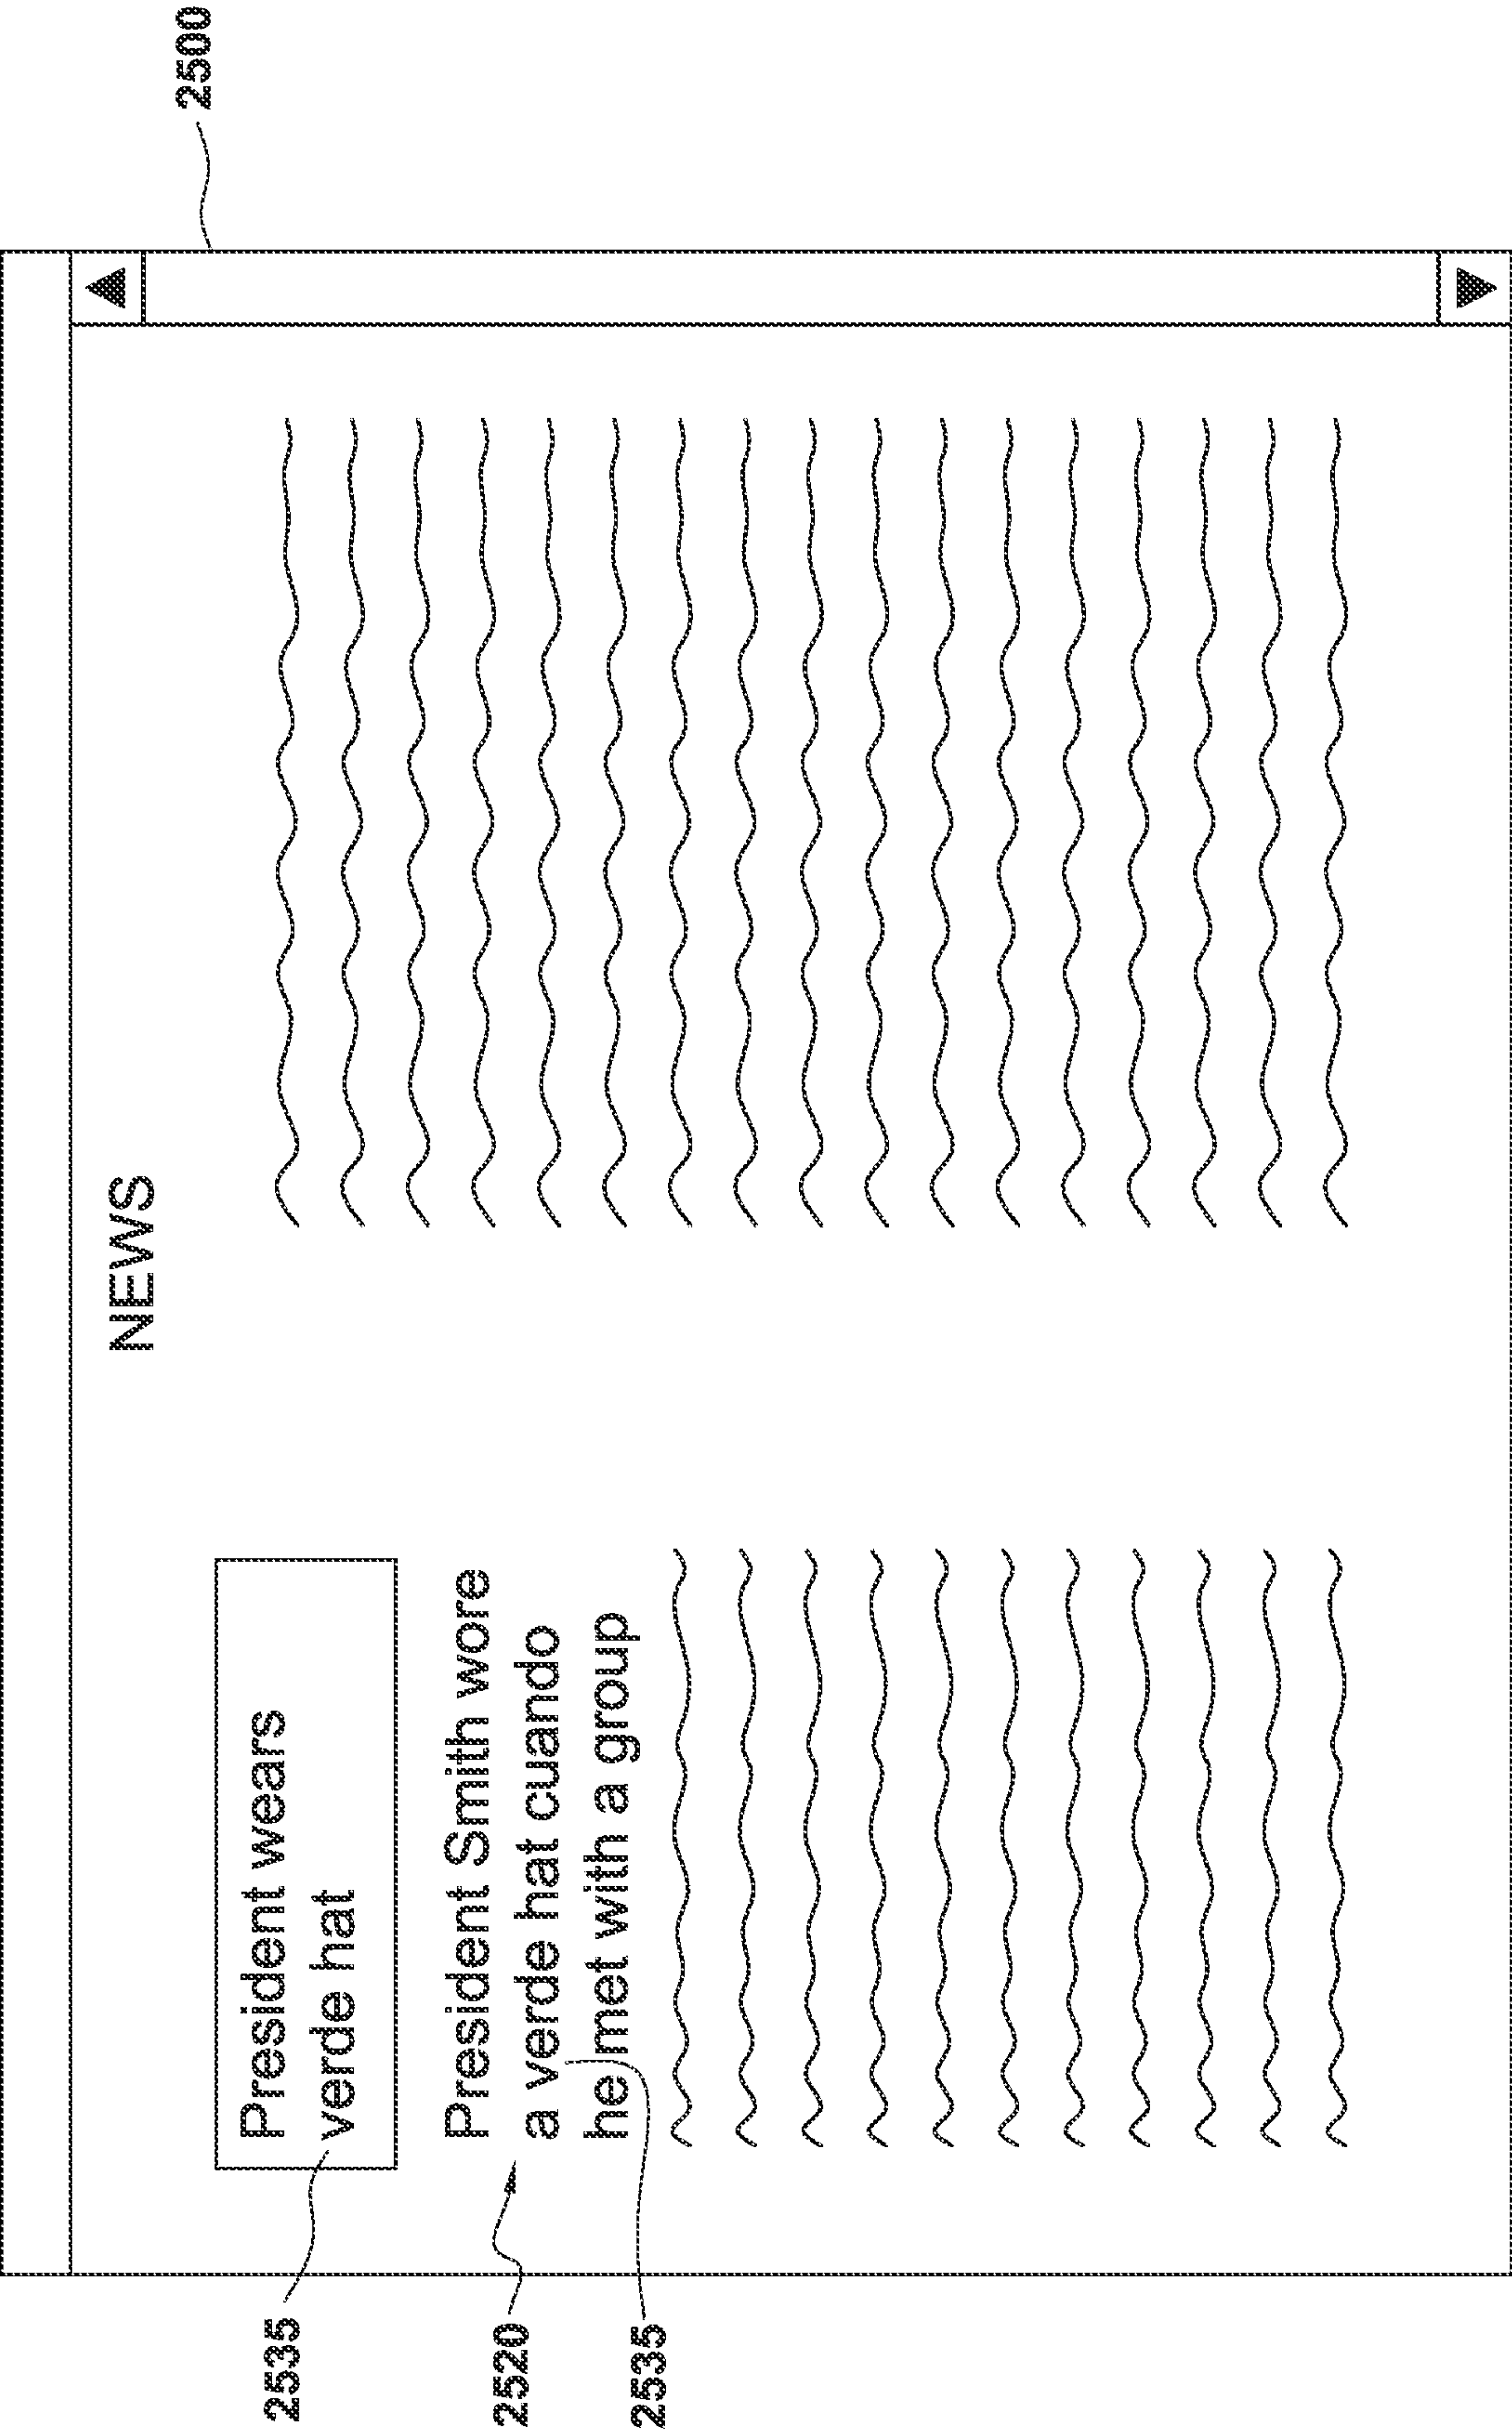 2500
NEWS
President wears
verde hat
President Smith wore
a verde hat cuando
he met with a group
2535
2520
2535